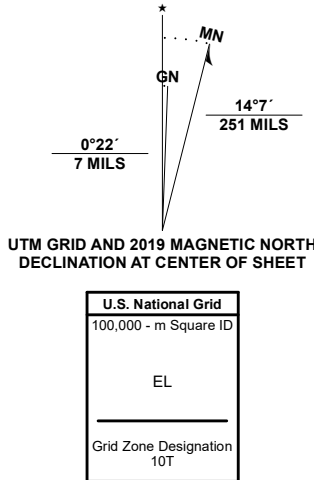 ★
MN
GN
0°22´
7 MILS
14°7´
251 MILS
UTM GRID AND 2019 MAGNETIC NORTH
DECLINATION AT CENTER OF SHEET
U.S. National Grid
100,000 - m Square ID
EL
Grid Zone Designation
10T